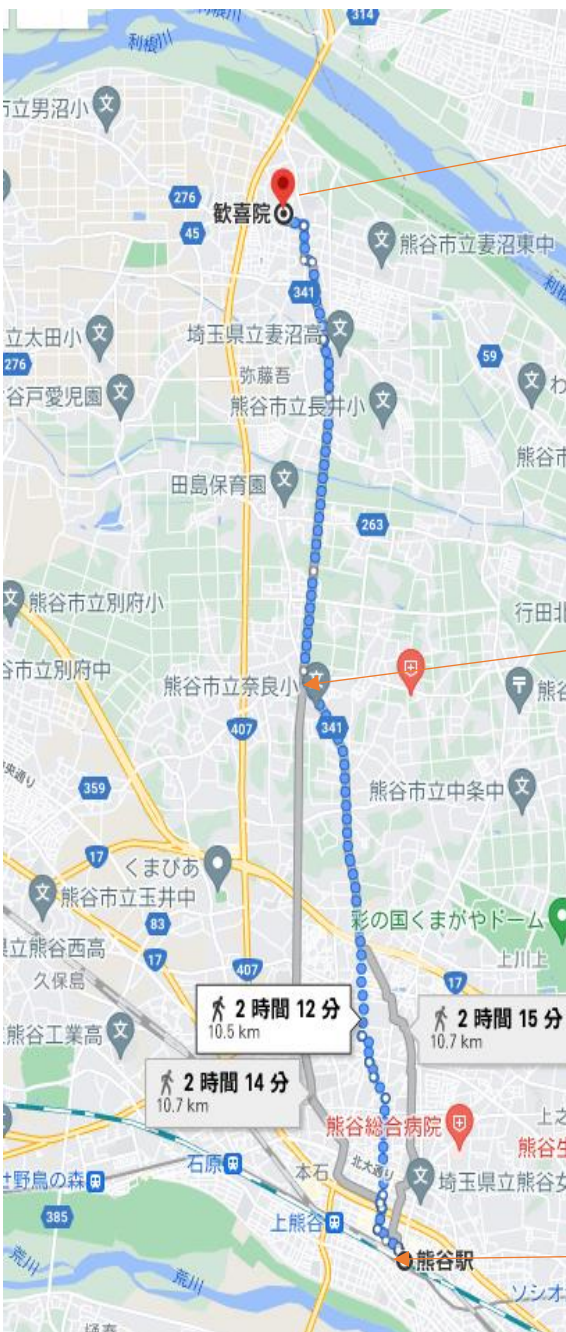 314
利根川
市立男沼小
276
歓喜院
45
熊谷市立妻沼東中
341
利根
立太田小
埼玉県立妻沼高
276
59
弥藤吾
谷戸愛児園
熊谷市立長井小
わ
熊谷市
田島保育園
263
熊谷市立別府小
行田北
谷市立別府中
熊谷市立奈良小
熊谷
407
341
央通り
359
熊谷市立中条中
17
くまぴあ
熊谷市立玉井中
83
彩の国くまがやドーム
県立熊谷西高
17
上川上
久保島
407
17
2 時間 12 分
10.5 km
2 時間 15 分
10.7 km
熊谷工業高
2 時間 14 分
10.7 km
熊谷総合病院
上之
熊谷生
石原
北大通り
本石
埼玉県立熊谷女
野鳥の森
385
上熊谷
熊谷駅
荒川
荒川
ソシオ